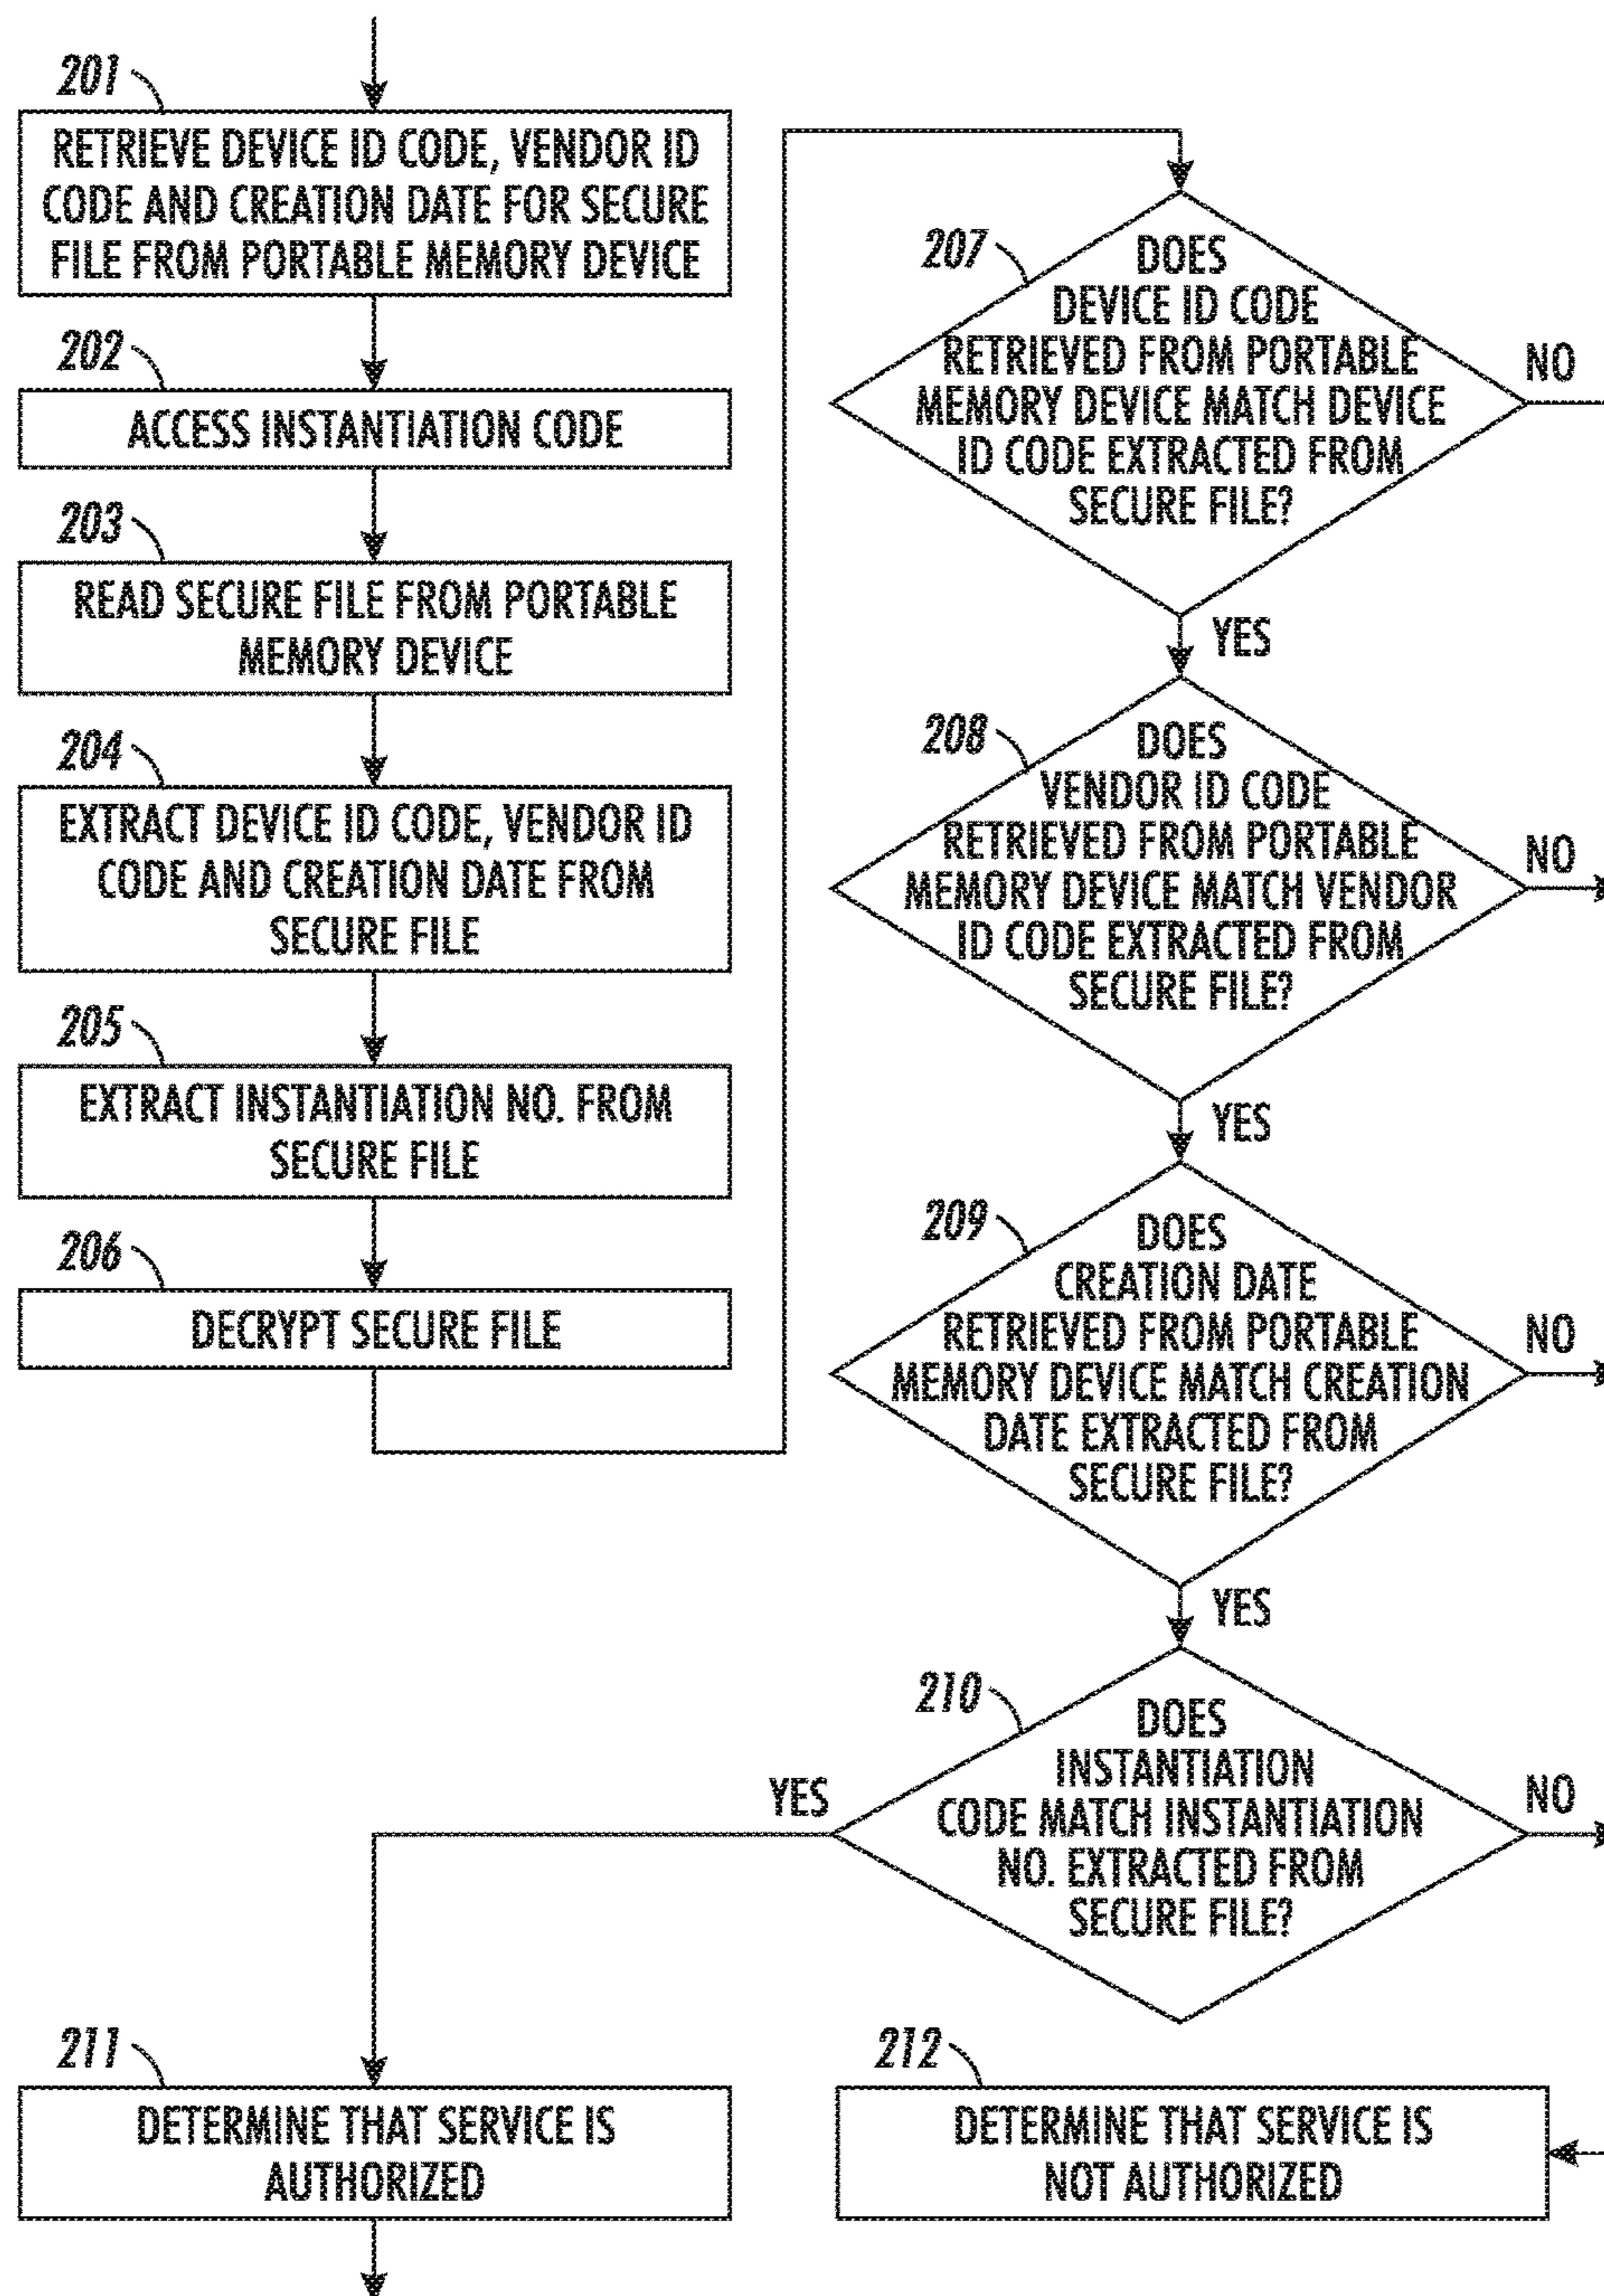 201
RETRIEVE DEVICE ID CODE, VENDOR ID
CODE AND CREATION DATE FOR SECURE
FILE FROM PORTABLE MEMORY DEVICE
202
ACCESS INSTANTIATION CODE
203
READ SECURE FILE FROM PORTABLE
MEMORY DEVICE
204
EXTRACT DEVICE ID CODE, VENDOR ID
CODE AND CREATION DATE FROM
SECURE FILE
205
EXTRACT INSTANTIATION NO. FROM
SECURE FILE
206
DECRYPT SECURE FILE
207
DOES
DEVICE ID CODE
RETRIEVED FROM PORTABLE
MEMORY DEVICE MATCH DEVICE
ID CODE EXTRACTED FROM
SECURE FILE?
NO
YES
208
DOES
VENDOR ID CODE
RETRIEVED FROM PORTABLE
MEMORY DEVICE MATCH VENDOR
ID CODE EXTRACTED FROM
SECURE FILE?
NO
YES
209
DOES
CREATION DATE
RETRIEVED FROM PORTABLE
MEMORY DEVICE MATCH CREATION
DATE EXTRACTED FROM
SECURE FILE?
NO
YES
210
DOES
INSTANTIATION
CODE MATCH INSTANTIATION
NO. EXTRACTED FROM
SECURE FILE?
YES
NO
211
DETERMINE THAT SERVICE IS
AUTHORIZED
212
DETERMINE THAT SERVICE IS
NOT AUTHORIZED